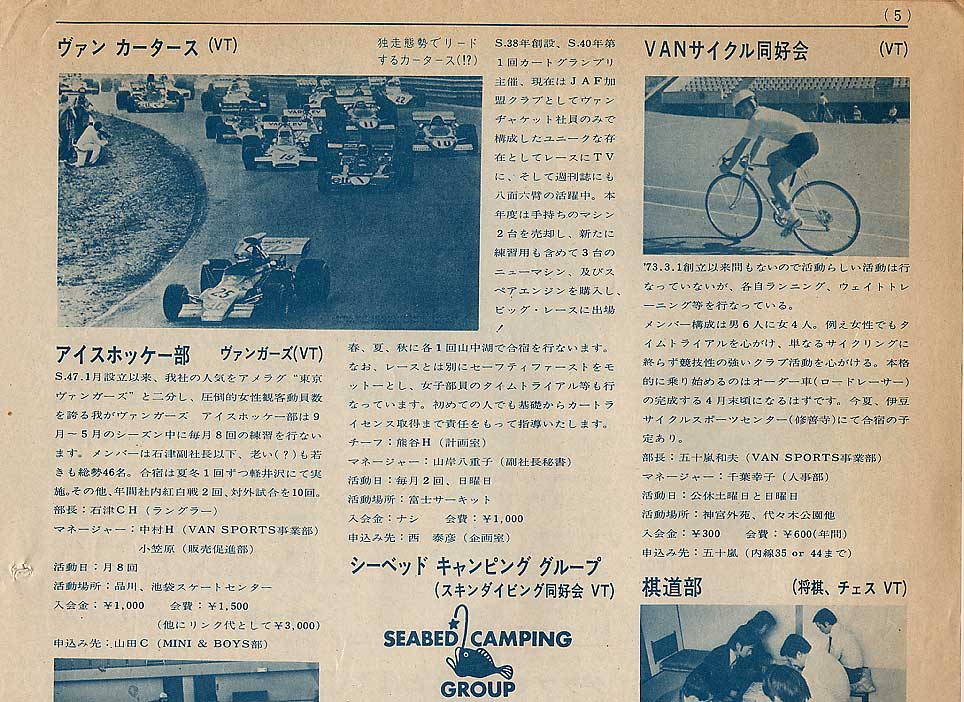 (5)
ヴァン カータース (VT)
独走態勢でリード
するカータース(!?)
S.38年創設、S.40年第
1回カートグランプリ
主催、現在はJAF加
盟クラブとしてヴァン
ヂャケット社員のみで
構成したユニークな存
在としてレースにTV
に、そして週刊誌にも
八面六臂の活躍中。本
年度は手持ちのマシン
2台を売却し、新たに
練習用も含めて3台の
ニューマシン、及びス
ペアエンジンを購入し、
ビッグ・レースに出場
!
春、夏、秋に各1回山中湖で合宿を行ないます。
なお、レースとは別にセーフティファーストをモ
ットーとし、女子部員のタイムトライアル等も行
なっています。初めての人でも基礎からカートラ
イセンス取得まで責任をもって指導いたします。
チーフ：熊谷H (計画室)
マネージャー：山岸八重子 (副社長秘書)
活動日：毎月2回、日曜日
活動場所：富士サーキット
入会金：ナシ 会費：¥1,000
申込み先：西 泰彦 (企画室)
アイスホッケー部 ヴァンガーズ(VT)
S.47.1月設立以来、我社の人気をアメラグ“東京
ヴァンガーズ”と二分し、圧倒的女性観客動員数
を誇る我がヴァンガーズ アイスホッケー部は9
月〜5月のシーズン中に毎月8回の練習を行ない
ます。メンバーは石津副社長以下、老い(?)も若
きも総勢46名。合宿は夏冬1回ずつ軽井沢にて実
施。その他、年間社内紅白戦2回、対外試合を10回。
部長：石津CH (ラングラー)
マネージャー：中村H (VAN SPORTS事業部)
小笠原 (販売促進部)
活動日：月8回
活動場所：品川、池袋スケートセンター
入会金：¥1,000 会費：¥1,500
(他にリンク代として¥3,000)
申込み先：山田C (MINI & BOYS部)
シーベッド キャンピング グループ
(スキンダイビング同好会 VT)
SEABED CAMPING
GROUP
VANサイクル同好会 (VT)
'73.3.1創立以来間もないので活動らしい活動は行
なっていないが、各自ランニング、ウェイトトレ
ーニング等を行なっている。
メンバー構成は男6人に女4人。例え女性でもタ
イムトライアルを心がけ、単なるサイクリングに
終らず競技性の強いクラブ活動を心がける。本格
的に乗り始めるのはオーダー車(ロードレーサー)
の完成する4月末頃になるはずです。今夏、伊豆
サイクルスポーツセンター(修善寺)にて合宿の予
定あり。
部長：五十嵐和夫 (VAN SPORTS事業部)
マネージャー：千葉幸子 (人事部)
活動日：公休土曜日と日曜日
活動場所：神宮外苑、代々木公園他
入会金：¥300 会費：¥600(年間)
申込み先：五十嵐 (内線35 or 44まで)
棋道部 (将棋、チェス VT)